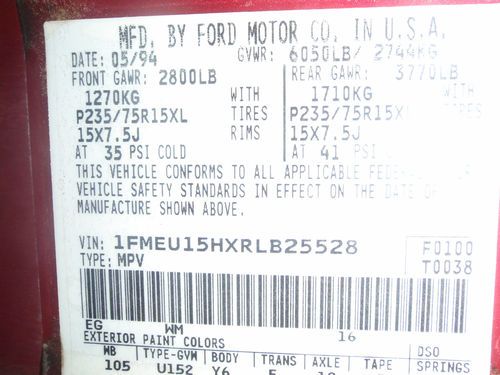 MFD. BY FORD MOTOR CO. IN U.S.A.
DATE: 05/94 GVWR: 6050LB/ 2744KG
FRONT GAWR: 2800LB REAR GAWR: 3770LB
1270KG WITH 1710KG WITH
P235/75R15XL TIRES P235/75R15XL TIRES
15X7.5J RIMS 15X7.5J
AT 35 PSI COLD AT 41 PSI CO
THIS VEHICLE CONFORMS TO ALL APPLICABLE
VEHICLE SAFETY STANDARDS IN EFFECT ON THE DATE OF
MANUFACTURE SHOWN ABOVE.
VIN: 1FMEU15HXRLB25528 F0100
TYPE: MPV T0038
EG WM 16
EXTERIOR PAINT COLORS DSO
WB TYPE-GVW BODY TRANS AXLE TAPE SPRINGS
105 U152 Y6